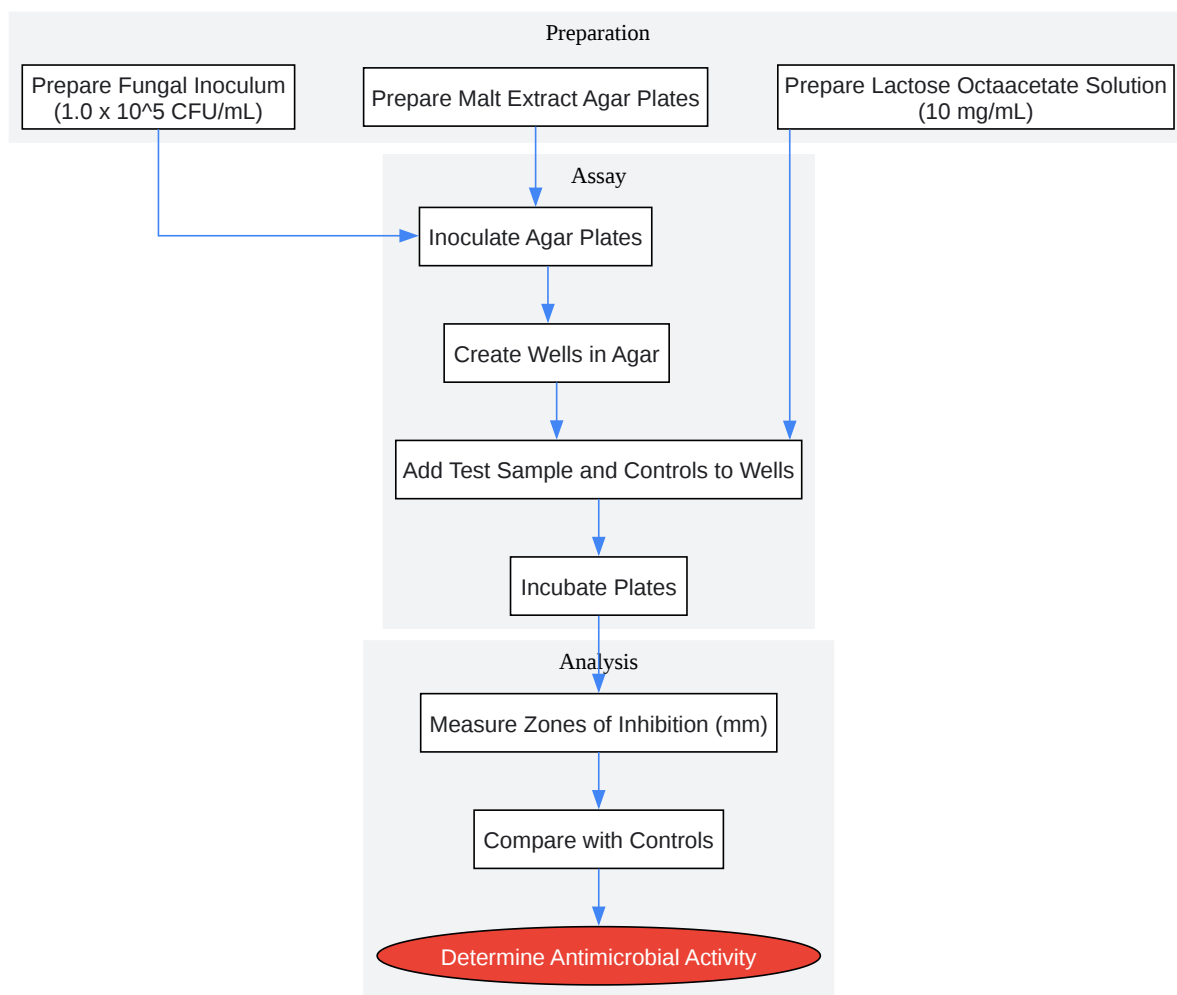 Preparation
Prepare Fungal Inoculum
(1.0 x 10^5 CFU/mL)
Prepare Malt Extract Agar Plates
Prepare Lactose Octaacetate Solution
(10 mg/mL)
Assay
Inoculate Agar Plates
Create Wells in Agar
Add Test Sample and Controls to Wells
Incubate Plates
Analysis
Measure Zones of Inhibition (mm)
Compare with Controls
Determine Antimicrobial Activity